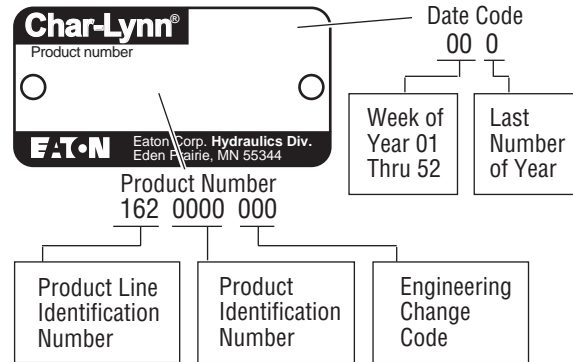 Char-Lynn®
Product number
EATON
Eaton Corp. Hydraulics Div.
Eden Prairie, MN 55344
Date Code
00 0
Week of
Year 01
Thru 52
Last
Number
of Year
Product Number
162 0000 000
Product Line
Identification
Number
Product
Identification
Number
Engineering
Change
Code